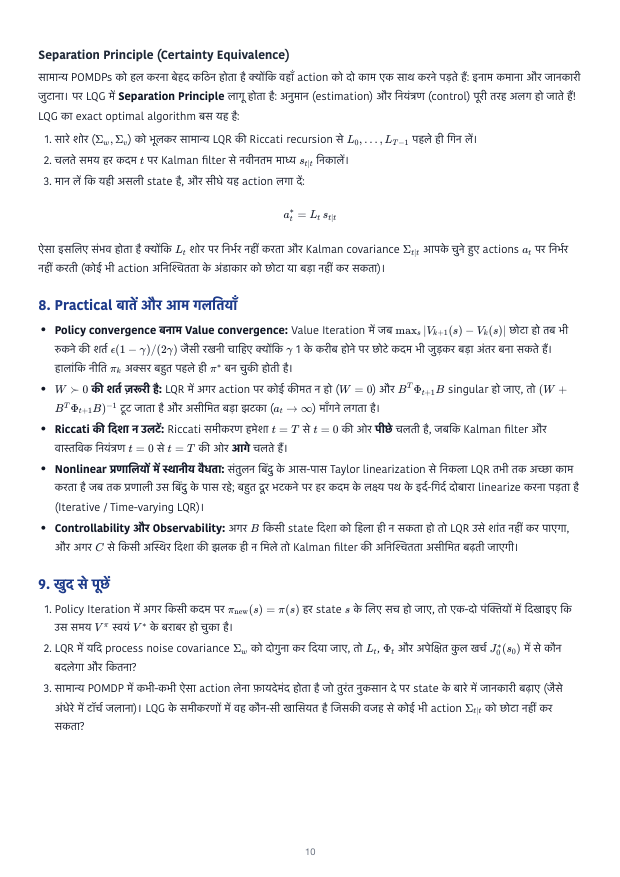 Separation Principle (Certainty Equivalence)
सामान्य POMDPs को हल करना बेहद कठिन होता है क्योंकि वहाँ action को दो काम एक साथ करने पड़ते हैं: इनाम कमाना और जानकारी
जुटाना। पर LQG में Separation Principle लागू होता है: अनुमान (estimation) और नियंत्रण (control) पूरी तरह अलग हो जाते हैं!
LQG का exact optimal algorithm बस यह है:
1. सारे शोर (Σ_w, Σ_v) को भूलकर सामान्य LQR की Riccati recursion से L_0, . . . , L_{T−1} पहले ही गिन लें।
2. चलते समय हर कदम t पर Kalman filter से नवीनतम माध्य s_{t|t} निकालें।
3. मान लें कि यही असली state है, और सीधे यह action लगा दें:
a_t^* = L_t s_{t|t}
ऐसा इसलिए संभव होता है क्योंकि L_t शोर पर निर्भर नहीं करता और Kalman covariance Σ_{t|t} आपके चुने हुए actions a_t पर निर्भर
नहीं करती (कोई भी action अनिश्चितता के अंडाकार को छोटा या बड़ा नहीं कर सकता)।
8. Practical बातें और आम गलतियाँ
• Policy convergence बनाम Value convergence: Value Iteration में जब max_s |V_{k+1}(s) − V_k(s)| छोटा हो तब भी
रुकने की शर्त ϵ(1 − γ)/(2γ) जैसी रखनी चाहिए क्योंकि γ 1 के करीब होने पर छोटे कदम भी जुड़कर बड़ा अंतर बना सकते हैं।
हालांकि नीति π_k अक्सर बहुत पहले ही π^* बन चुकी होती है।
• W ≻ 0 की शर्त ज़रूरी है: LQR में अगर action पर कोई कीमत न हो (W = 0) और B^T Φ_{t+1}B singular हो जाए, तो (W +
B^T Φ_{t+1}B)^{−1} टूट जाता है और असीमित बड़ा झटका (a_t → ∞) माँगने लगता है।
• Riccati की दिशा न उलटें: Riccati समीकरण हमेशा t = T से t = 0 की ओर पीछे चलती है, जबकि Kalman filter और
वास्तविक नियंत्रण t = 0 से t = T की ओर आगे चलते हैं।
• Nonlinear प्रणालियों में स्थानीय वैधता: संतुलन बिंदु के आस-पास Taylor linearization से निकला LQR तभी तक अच्छा काम
करता है जब तक प्रणाली उस बिंदु के पास रहे; बहुत दूर भटकने पर हर कदम के लक्ष्य पथ के इर्द-गिर्द दोबारा linearize करना पड़ता है
(Iterative / Time-varying LQR)।
• Controllability और Observability: अगर B किसी state दिशा को हिला ही न सकता हो तो LQR उसे शांत नहीं कर पाएगा,
और अगर C से किसी अस्थिर दिशा की झलक ही न मिले तो Kalman filter की अनिश्चितता असीमित बढ़ती जाएगी।
9. खुद से पूछें
1. Policy Iteration में अगर किसी कदम पर π_new(s) = π(s) हर state s के लिए सच हो जाए, तो एक-दो पंक्तियों में दिखाइए कि
उस समय V^π स्वयं V^* के बराबर हो चुका है।
2. LQR में यदि process noise covariance Σ_w को दोगुना कर दिया जाए, तो L_t, Φ_t और अपेक्षित कुल खर्च J_0^*(s_0) में से कौन
बदलेगा और कितना?
3. सामान्य POMDP में कभी-कभी ऐसा action लेना फ़ायदेमंद होता है जो तुरंत नुकसान दे पर state के बारे में जानकारी बढ़ाए (जैसे
अंधेरे में टॉर्च जलाना)। LQG के समीकरणों में वह कौन-सी खासियत है जिसकी वजह से कोई भी action Σ_{t|t} को छोटा नहीं कर
सकता?
10